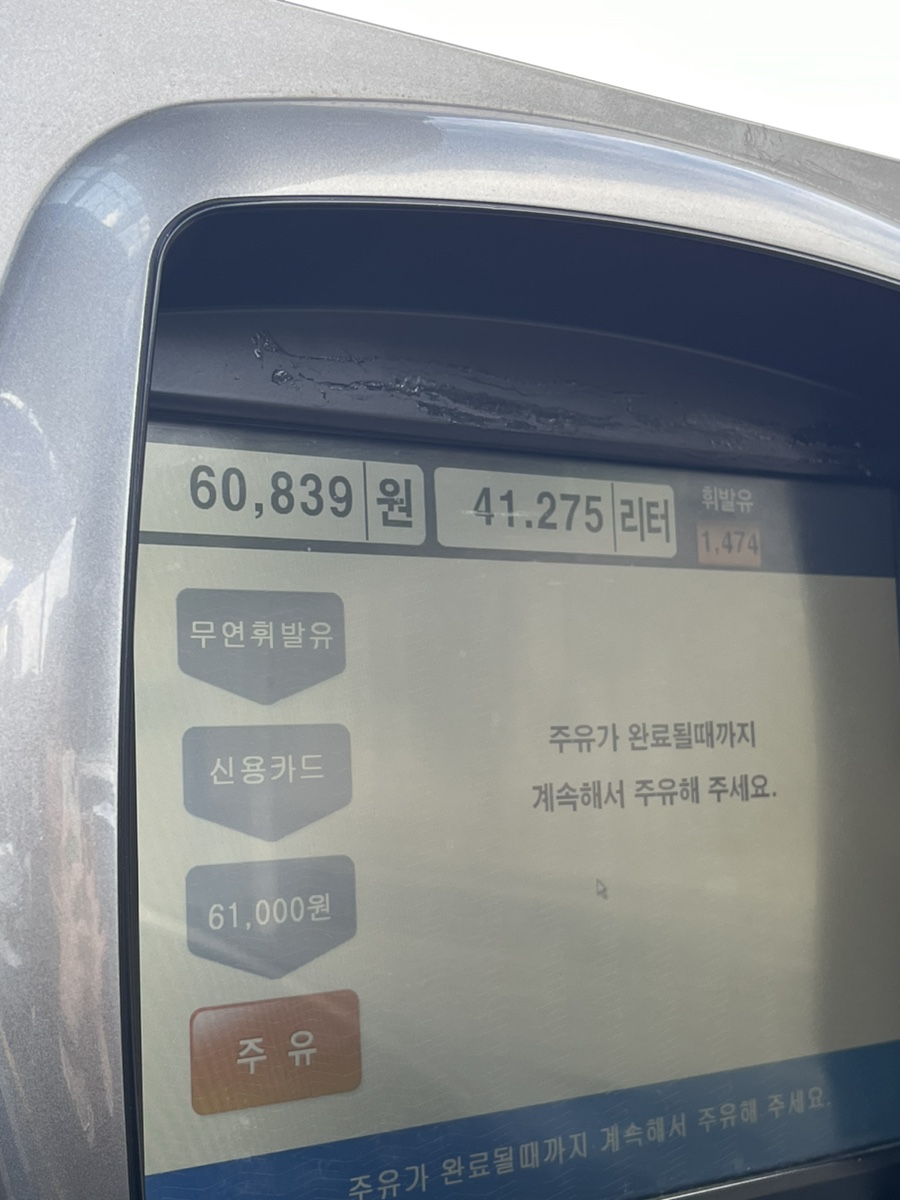 60,839 원 41.275 리터 휘발유
1,474
무연휘발유
신용카드
61,000원
주 유
주유가 완료될때까지
계속해서 주유해 주세요.
주유가 완료될때까지 계속해서 주유해 주세요.